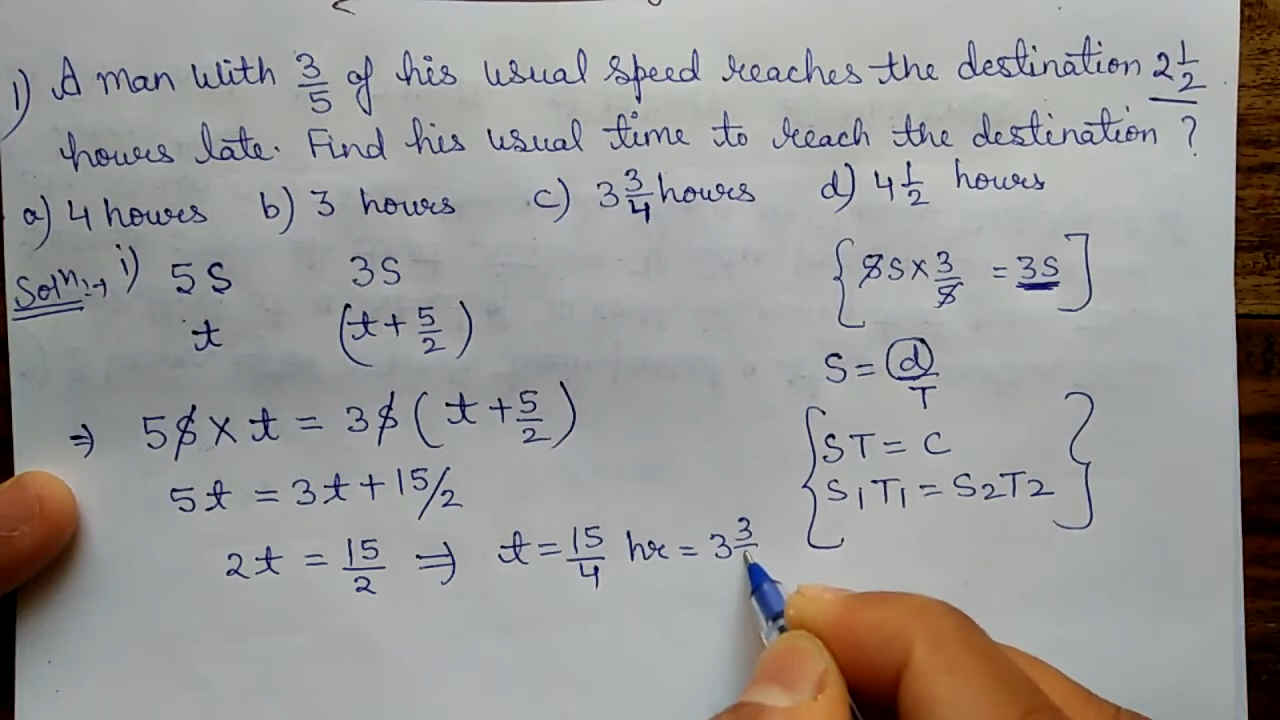 1) A man with 3/5 of his usual speed reaches the destination 2 1/2
hours late. Find his usual time to reach the destination ?
a) 4 hours b) 3 hours c) 3 3/4 hours d) 4 1/2 hours
Solⁿ:→ i) 5S 3S {5S × 3/5 = 3S]
t (t + 5/2)
S = d/T
⇒ 5S × t = 3S (t + 5/2)
{ST = C
5t = 3t + 15/2
S1T1 = S2T2}
2t = 15/2 ⇒ t = 15/4 hr = 3 3/